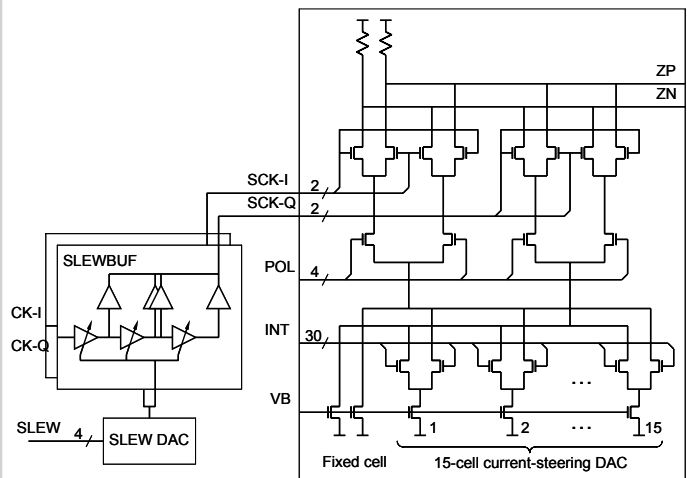 ZP
ZN
SCK-I
2
SCK-Q
2
SLEWBUF
POL
4
CK-I
CK-Q
INT
30
VB
...
SLEW
4
SLEW DAC
1
2
...
15
Fixed cell
15-cell current-steering DAC